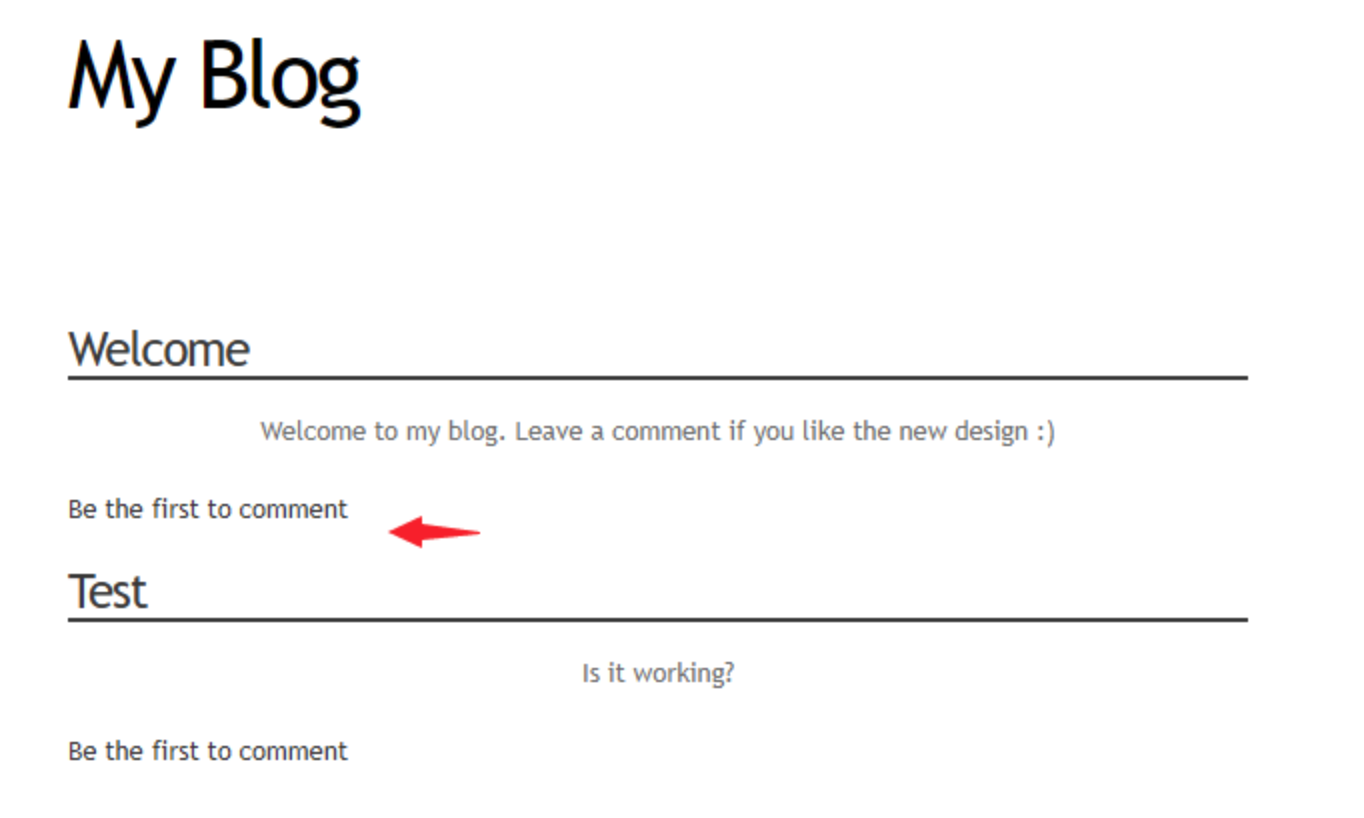 My Blog
Welcome
Welcome to my blog. Leave a comment if you like the new design :)
Be the first to comment
Test
Is it working?
Be the first to comment